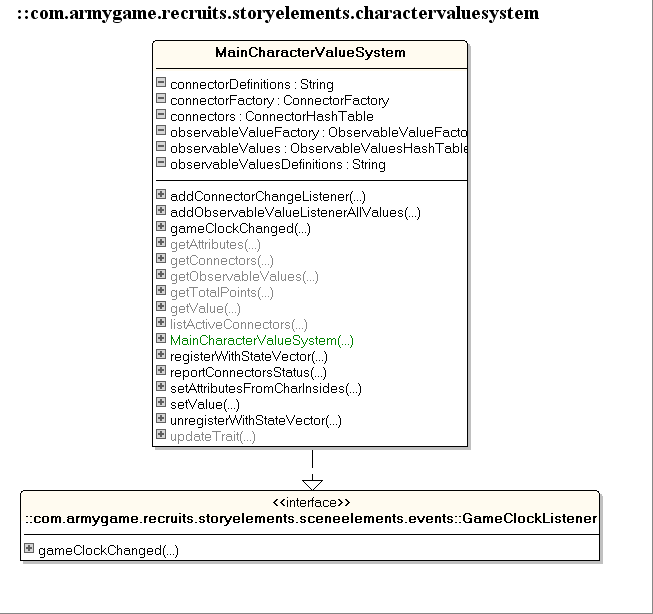 ::com.armygame.recruits.storyelements.charactervaluesystem
MainCharacterValueSystem
connectorDefinitions : String
connectorFactory : ConnectorFactory
connectors : ConnectorHashTable
observableValueFactory : ObservableValueFacto
observableValues : ObservableValuesHashTable
observableValuesDefinitions : String
addConnectorChangeListener(...)
addObservableValueListenerAllValues(...)
gameClockChanged(...)
getAttributes(...)
getConnectors(...)
getObservableValues(...)
getTotalPoints(...)
getValue(...)
listActiveConnectors(...)
MainCharacterValueSystem(...)
registerWithStateVector(...)
reportConnectorsStatus(...)
setAttributesFromCharInsides(...)
setValue(...)
unregisterWithStateVector(...)
updateTrait(...)
<<interface>>
::com.armygame.recruits.storyelements.sceneelements.events::GameClockListener
gameClockChanged(...)